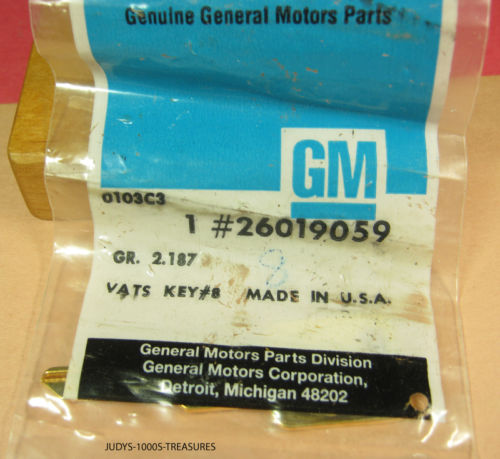 Genuine General Motors Parts
GM
0103C3
1 #26019059
GR. 2.187
8
VATS KEY#8 MADE IN U.S.A.
General Motors Parts Division
General Motors Corporation,
Detroit, Michigan 48202
JUDYS-1000S-TREASURES